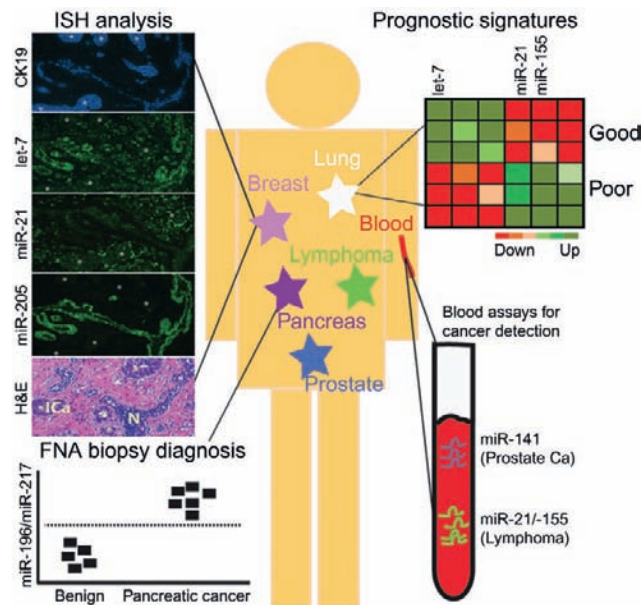 ISH analysis
CK19
let-7
miR-21
miR-205
H&E
ICa
N
Prognostic signatures
let-7
miR-21
miR-155
Good
Poor
Down
Up
Lung
Breast
Blood
Lymphoma
Pancreas
Prostate
Blood assays for
cancer detection
miR-141
(Prostate Ca)
miR-21/-155
(Lymphoma)
FNA biopsy diagnosis
miR-196/miR-217
Benign
Pancreatic cancer